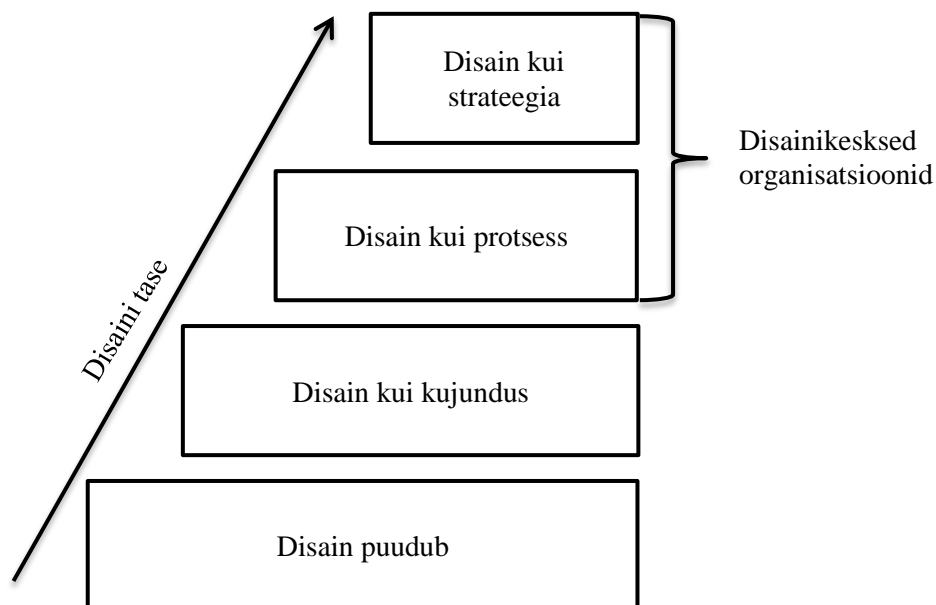 Disain kui
strateegia
Disainikesksed
organisatsioonid
Disain kui protsess
Disaini tase
Disain kui kujundus
Disain puudub